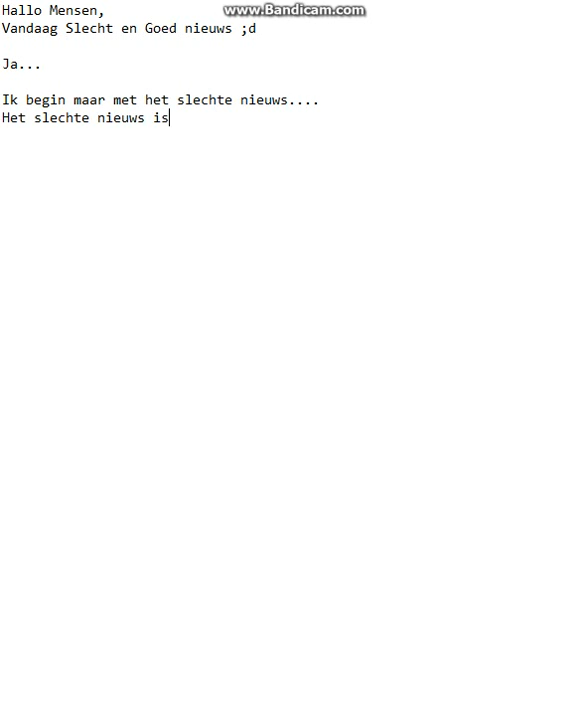 Hallo Mensen,
www.Bandicam.com
Vandaag Slecht en Goed nieuws ;d
Ja...
Ik begin maar met het slechte nieuws....
Het slechte nieuws is